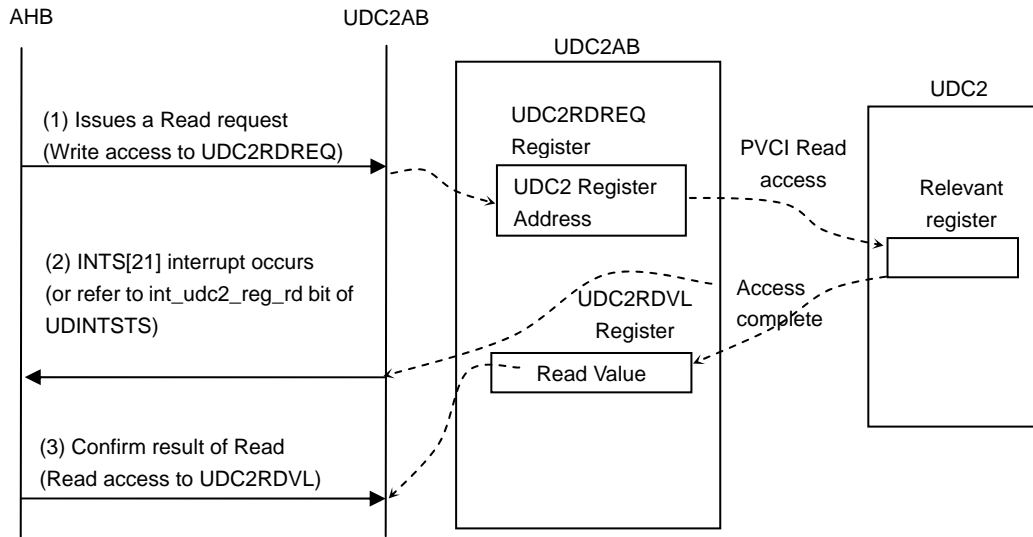 AHB
UDC2AB
(1) Issues a Read request
(Write access to UDC2RDREQ)
(2) INTS[21] interrupt occurs
(or refer to int_udc2_reg_rd bit of
UDINTSTS)
(3) Confirm result of Read
(Read access to UDC2RDVL)
UDC2AB
UDC2RDREQ
Register
UDC2 Register
Address
UDC2RDVL
Register
Read Value
PVCI Read
access
Access
complete
UDC2
Relevant
register